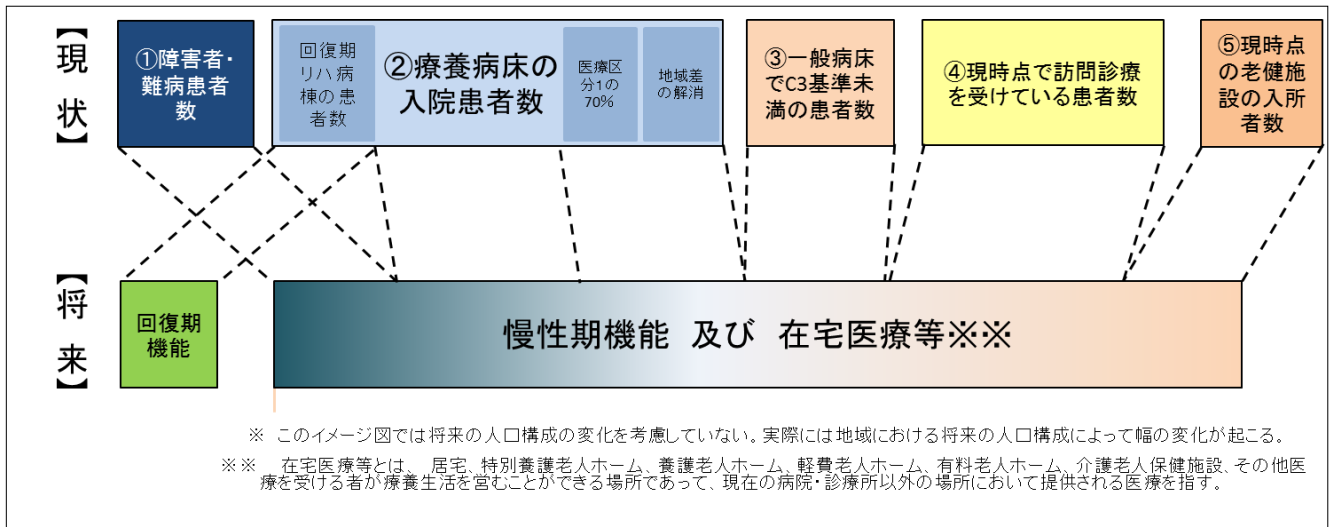 【現状】
①障害者・
難病患者
数
回復期
リハ病
棟の患
者数
②療養病床の
入院患者数
医療区
分1の
70%
地域差
の解消
③一般病床
でC3基準未
満の患者数
④現時点で訪問診療
を受けている患者数
⑤現時点
の老健施
設の入所
者数
【将来】
回復期
機能
慢性期機能 及び 在宅医療等※※
※ このイメージ図では将来の人口構成の変化を考慮していない。実際には地域における将来の人口構成によって幅の変化が起こる。
※※ 在宅医療等とは、 居宅、特別養護老人ホーム、養護老人ホーム、軽費老人ホーム、有料老人ホーム、介護老人保健施設、その他医
療を受ける者が療養生活を営むことができる場所であって、現在の病院・診療所以外の場所において提供される医療を指す。